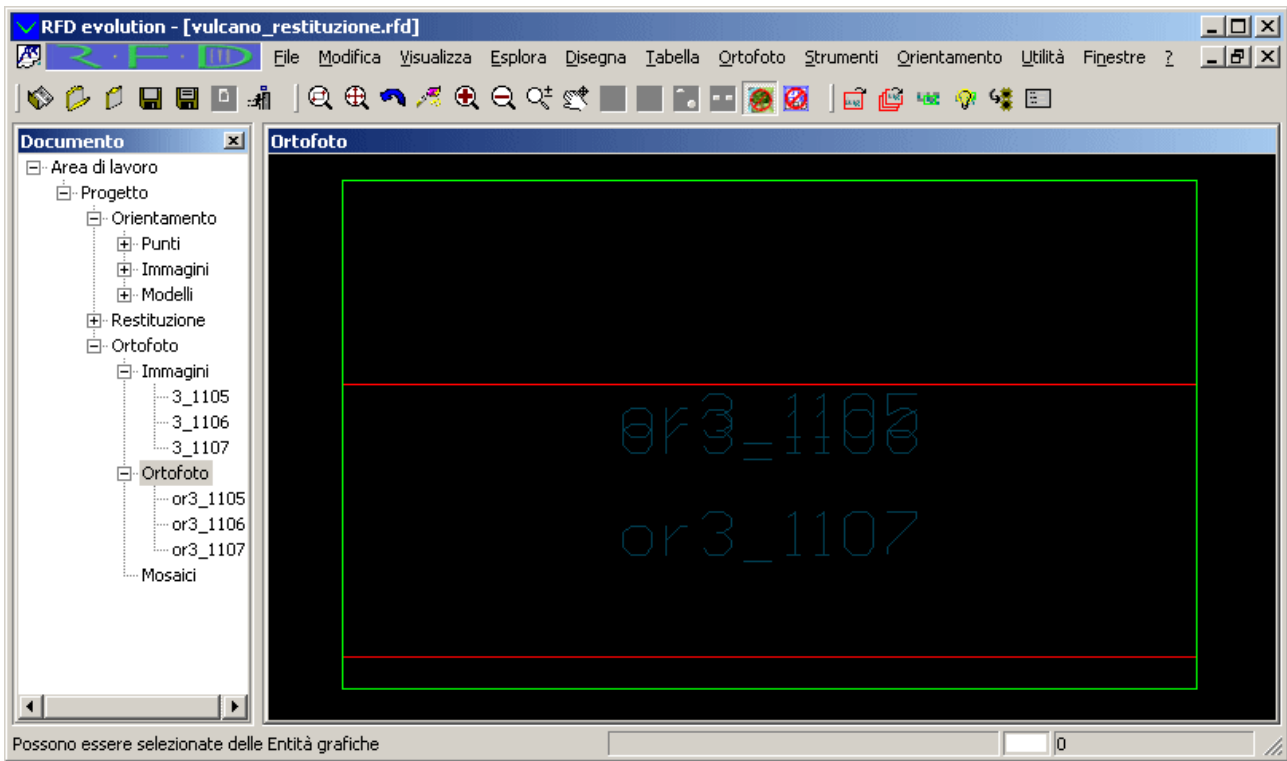 RFD evolution - [vulcano_restituzione.rfd]
R·F·D III File Modifica Visualizza Esplora Disegna Tabella Ortofoto Strumenti Orientamento Utilità Finestre ?
Documento
Ortofoto
Area di lavoro
Progetto
Orientamento
Punti
Immagini
Modelli
Restituzione
Ortofoto
Immagini
3_1105
3_1106
3_1107
Ortofoto
or3_1105
or3_1106
or3_1107
Mosaici
or3_1107
Possono essere selezionate delle Entità grafiche
0